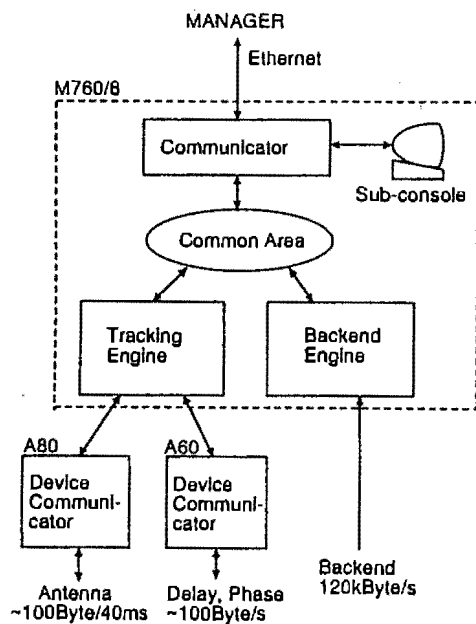 MANAGER
Ethernet
M760/8
Communicator
Sub-console
Common Area
Tracking
Engine
Backend
Engine
A80
Device
Communi-
cator
A60
Device
Communi-
cator
Antenna
~100Byte/40ms
Delay, Phase
~100Byte/s
Backend
120kByte/s